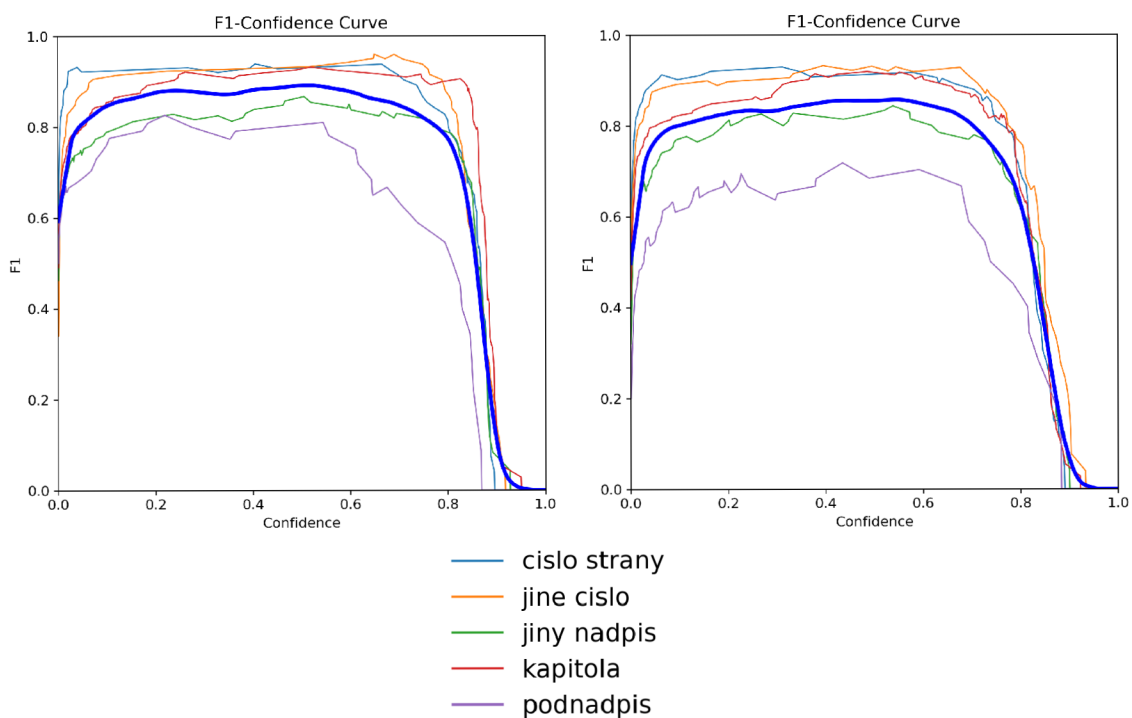 F1-Confidence Curve
1.0
0.8
0.6
0.4
0.2
0.0
F1
0.0 0.2 0.4 0.6 0.8 1.0
Confidence
F1-Confidence Curve
1.0
0.8
0.6
0.4
0.2
0.0
F1
0.0 0.2 0.4 0.6 0.8 1.0
Confidence
cislo strany
jine cislo
jiny nadpis
kapitola
podnadpis